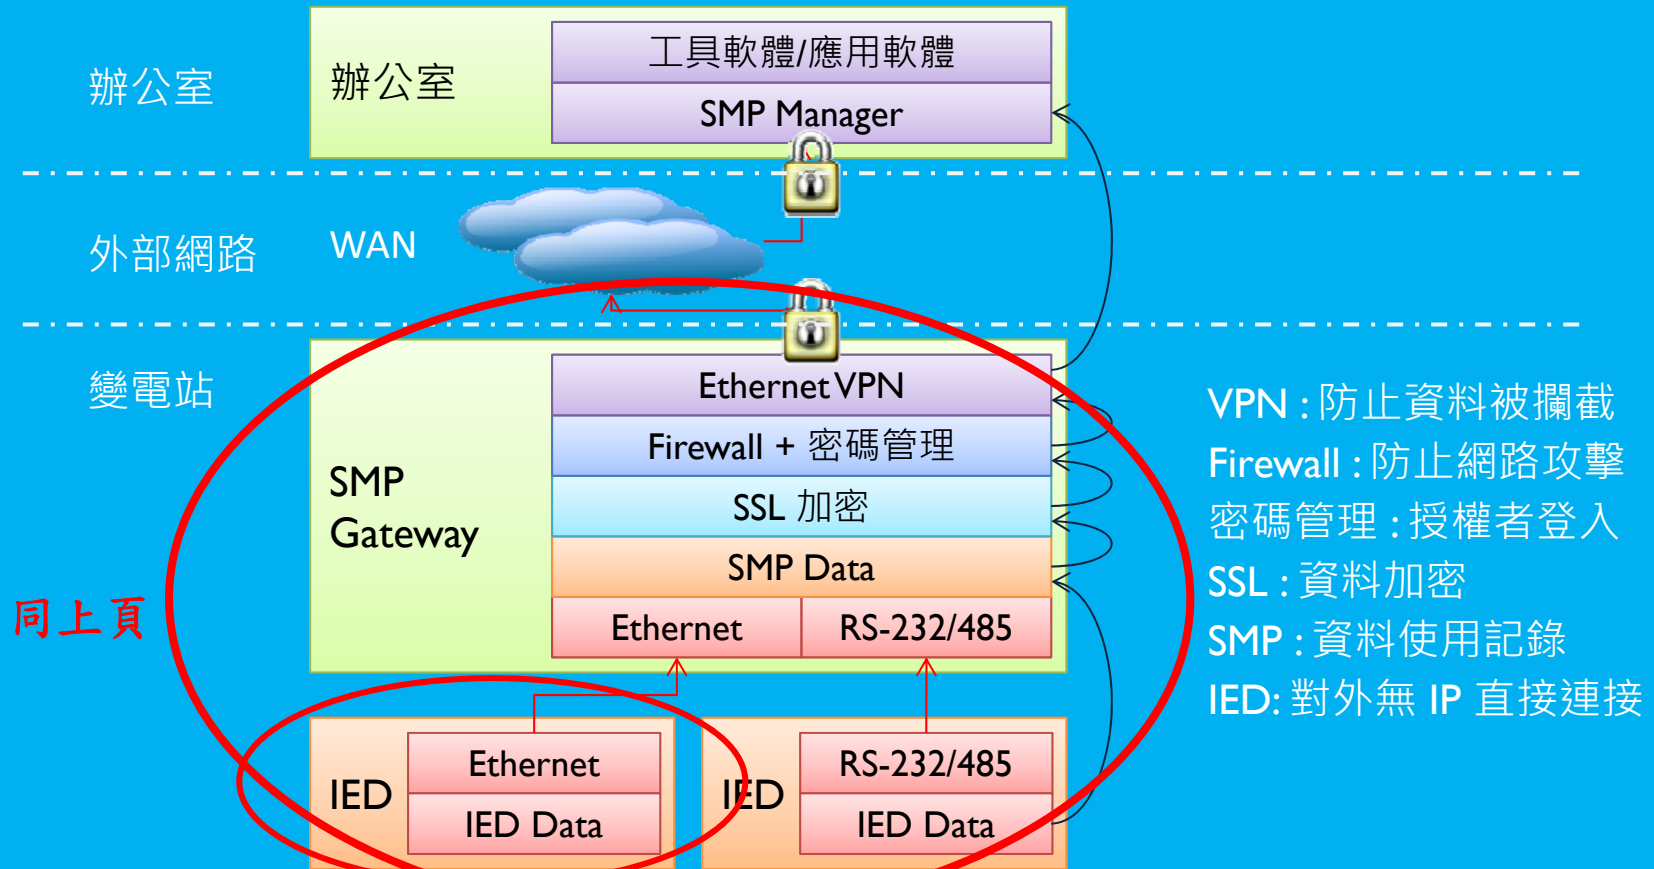 工具軟體/應用軟體
辦公室
辦公室
SMP Manager
外部網路
WAN
變電站
Ethernet VPN
Firewall + 密碼管理
SMP
Gateway
SSL 加密
SMP Data
Ethernet
RS-232/485
同上頁
VPN : 防止資料被攔截
Firewall : 防止網路攻擊
密碼管理 : 授權者登入
SSL : 資料加密
SMP : 資料使用記錄
IED: 對外無 IP 直接連接
IED
Ethernet
IED Data
IED
RS-232/485
IED Data